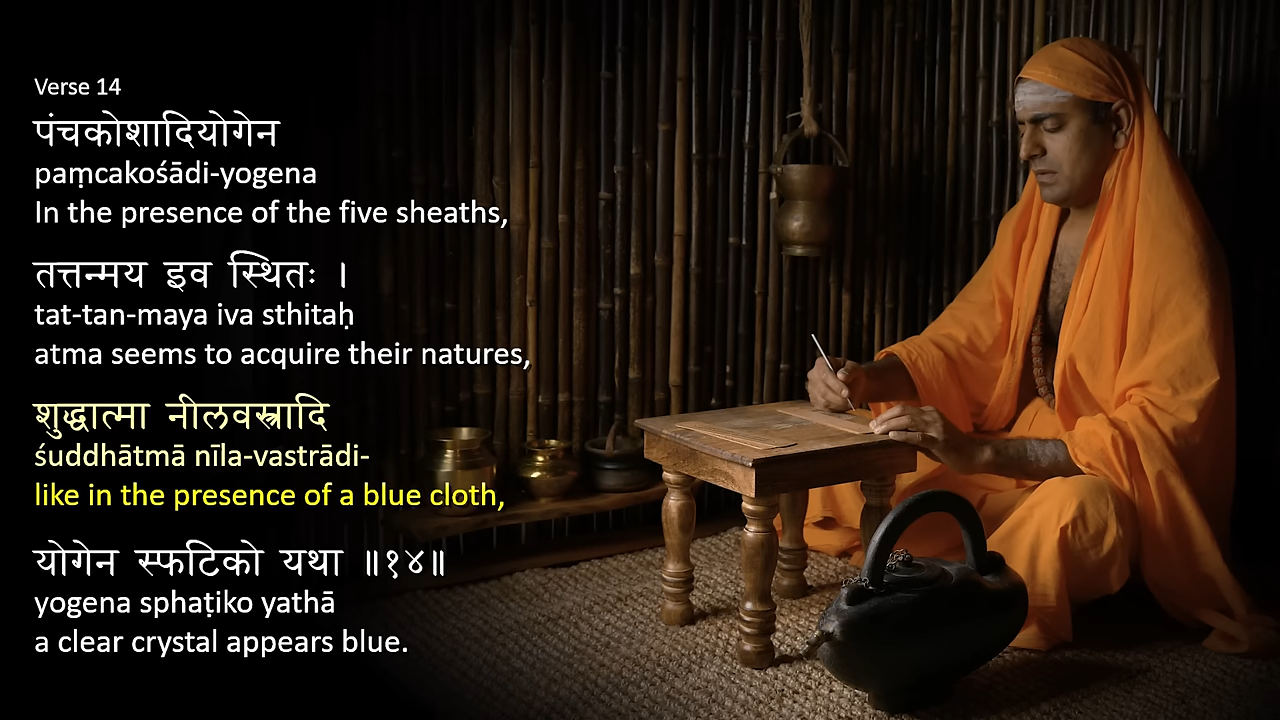 Verse 14
पंचकोशादियोगेन
paṃcakośādi-yogena
In the presence of the five sheaths,
तत्तन्मय इव स्थितः ।
tat-tan-maya iva sthitaḥ
atma seems to acquire their natures,
शुद्धात्मा नीलवस्त्रादि
śuddhātmā nīla-vastrādi-
like in the presence of a blue cloth,
योगेन स्फटिको यथा ॥१४॥
yogena sphaṭiko yathā
a clear crystal appears blue.